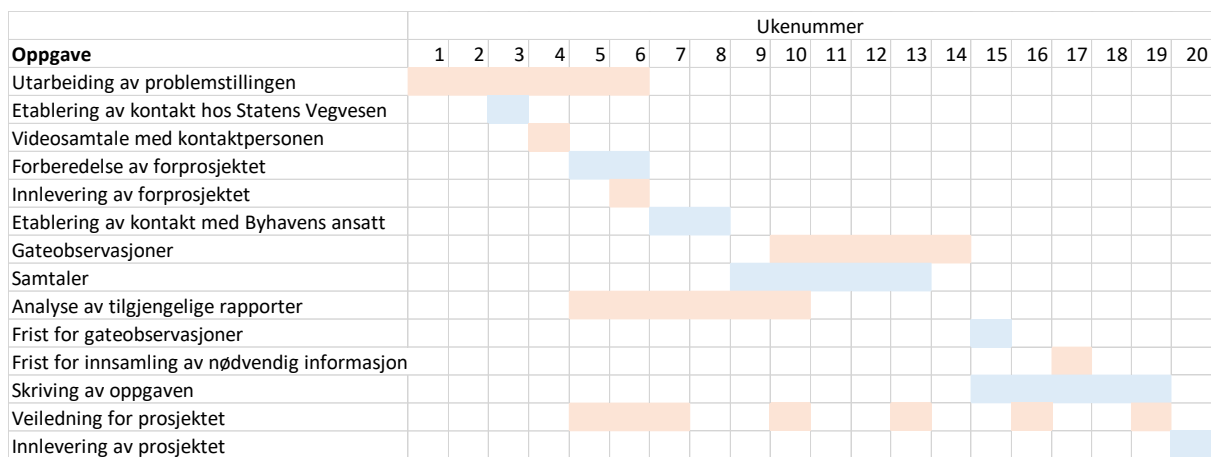 Ukenummer
Oppgave 1 2 3 4 5 6 7 8 9 10 11 12 13 14 15 16 17 18 19 20
Utarbeiding av problemstillingen
Etablering av kontakt hos Statens Vegvesen
Videosamtale med kontaktpersonen
Forberedelse av forprosjektet
Innlevering av forprosjektet
Etablering av kontakt med Byhavens ansatt
Gateobservasjoner
Samtaler
Analyse av tilgjengelige rapporter
Frist for gateobservasjoner
Frist for innsamling av nødvendig informasjon
Skriving av oppgaven
Veiledning for prosjektet
Innlevering av prosjektet